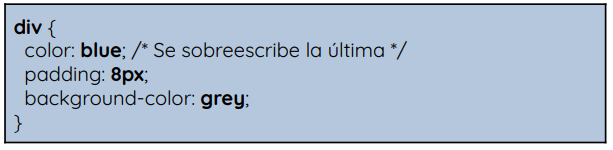 div {
color: blue; /* Se sobreescribe la última */
padding: 8px;
background-color: grey;
}